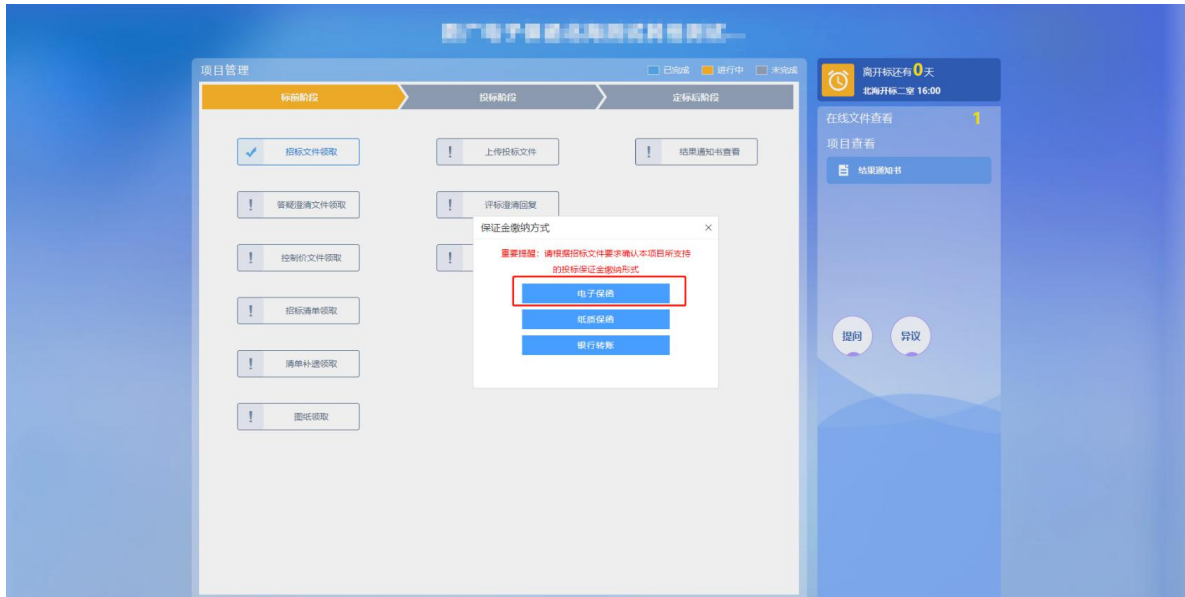 项目管理
已完成 进行中 未完成
标前阶段 投标阶段 定标后阶段
招标文件领取
上传投标文件
结果通知书查看
答疑澄清文件领取
评标澄清回复
控制价文件领取
招标清单领取
清单补遗领取
图纸领取
保证金缴纳方式
重要提醒：请根据招标文件要求确认本项目所支持
的投标保证金缴纳形式
电子保函
纸质保函
银行转账
离开标还有0天
北海开标二室 16:00
在线文件查看 1
项目查看
结果通知书
提问 异议